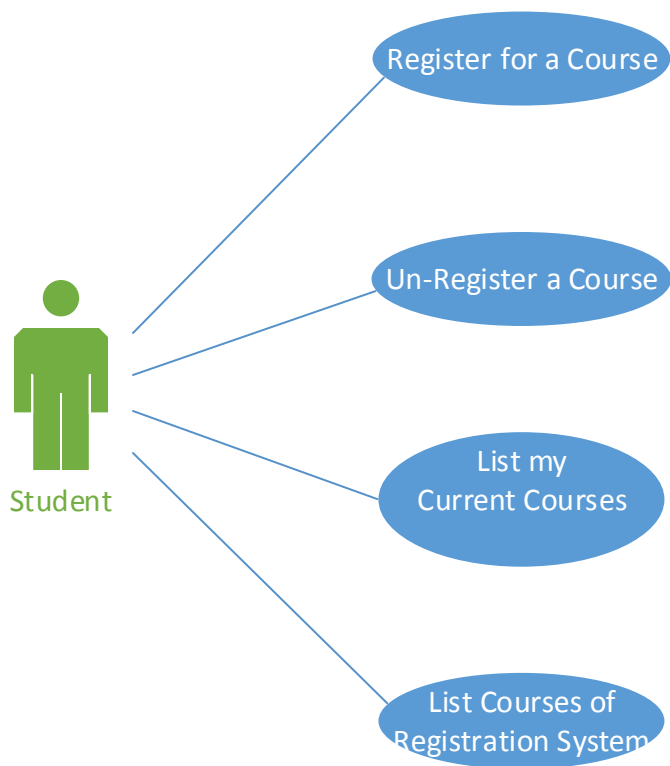 Register for a Course
Un-Register a Course
List my
Current Courses
Student
List Courses of
Registration System